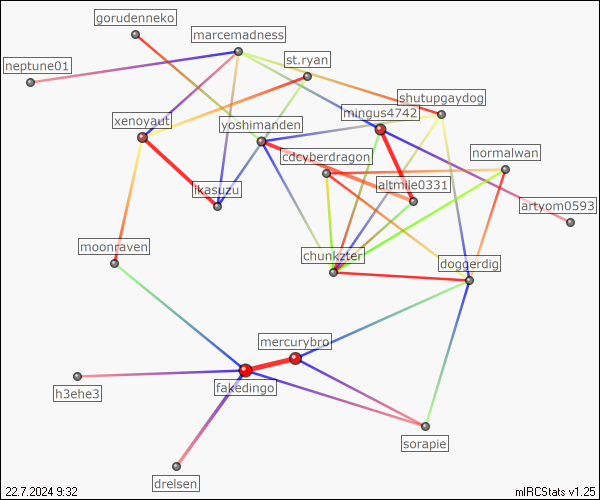 gorudenneko
marcemadness
st.ryan
neptune01
shutupgaydog
mingus4742
xenoyaut
yoshimanden
cdcyberdragon
normalwan
altmile0331
ikasuzu
artyom0593
moonraven
chunkzter
doggerdig
mercurybro
fakedingo
h3ehe3
sorapie
drelsen
22.7.2024 9:32
mIRCStats v1.25